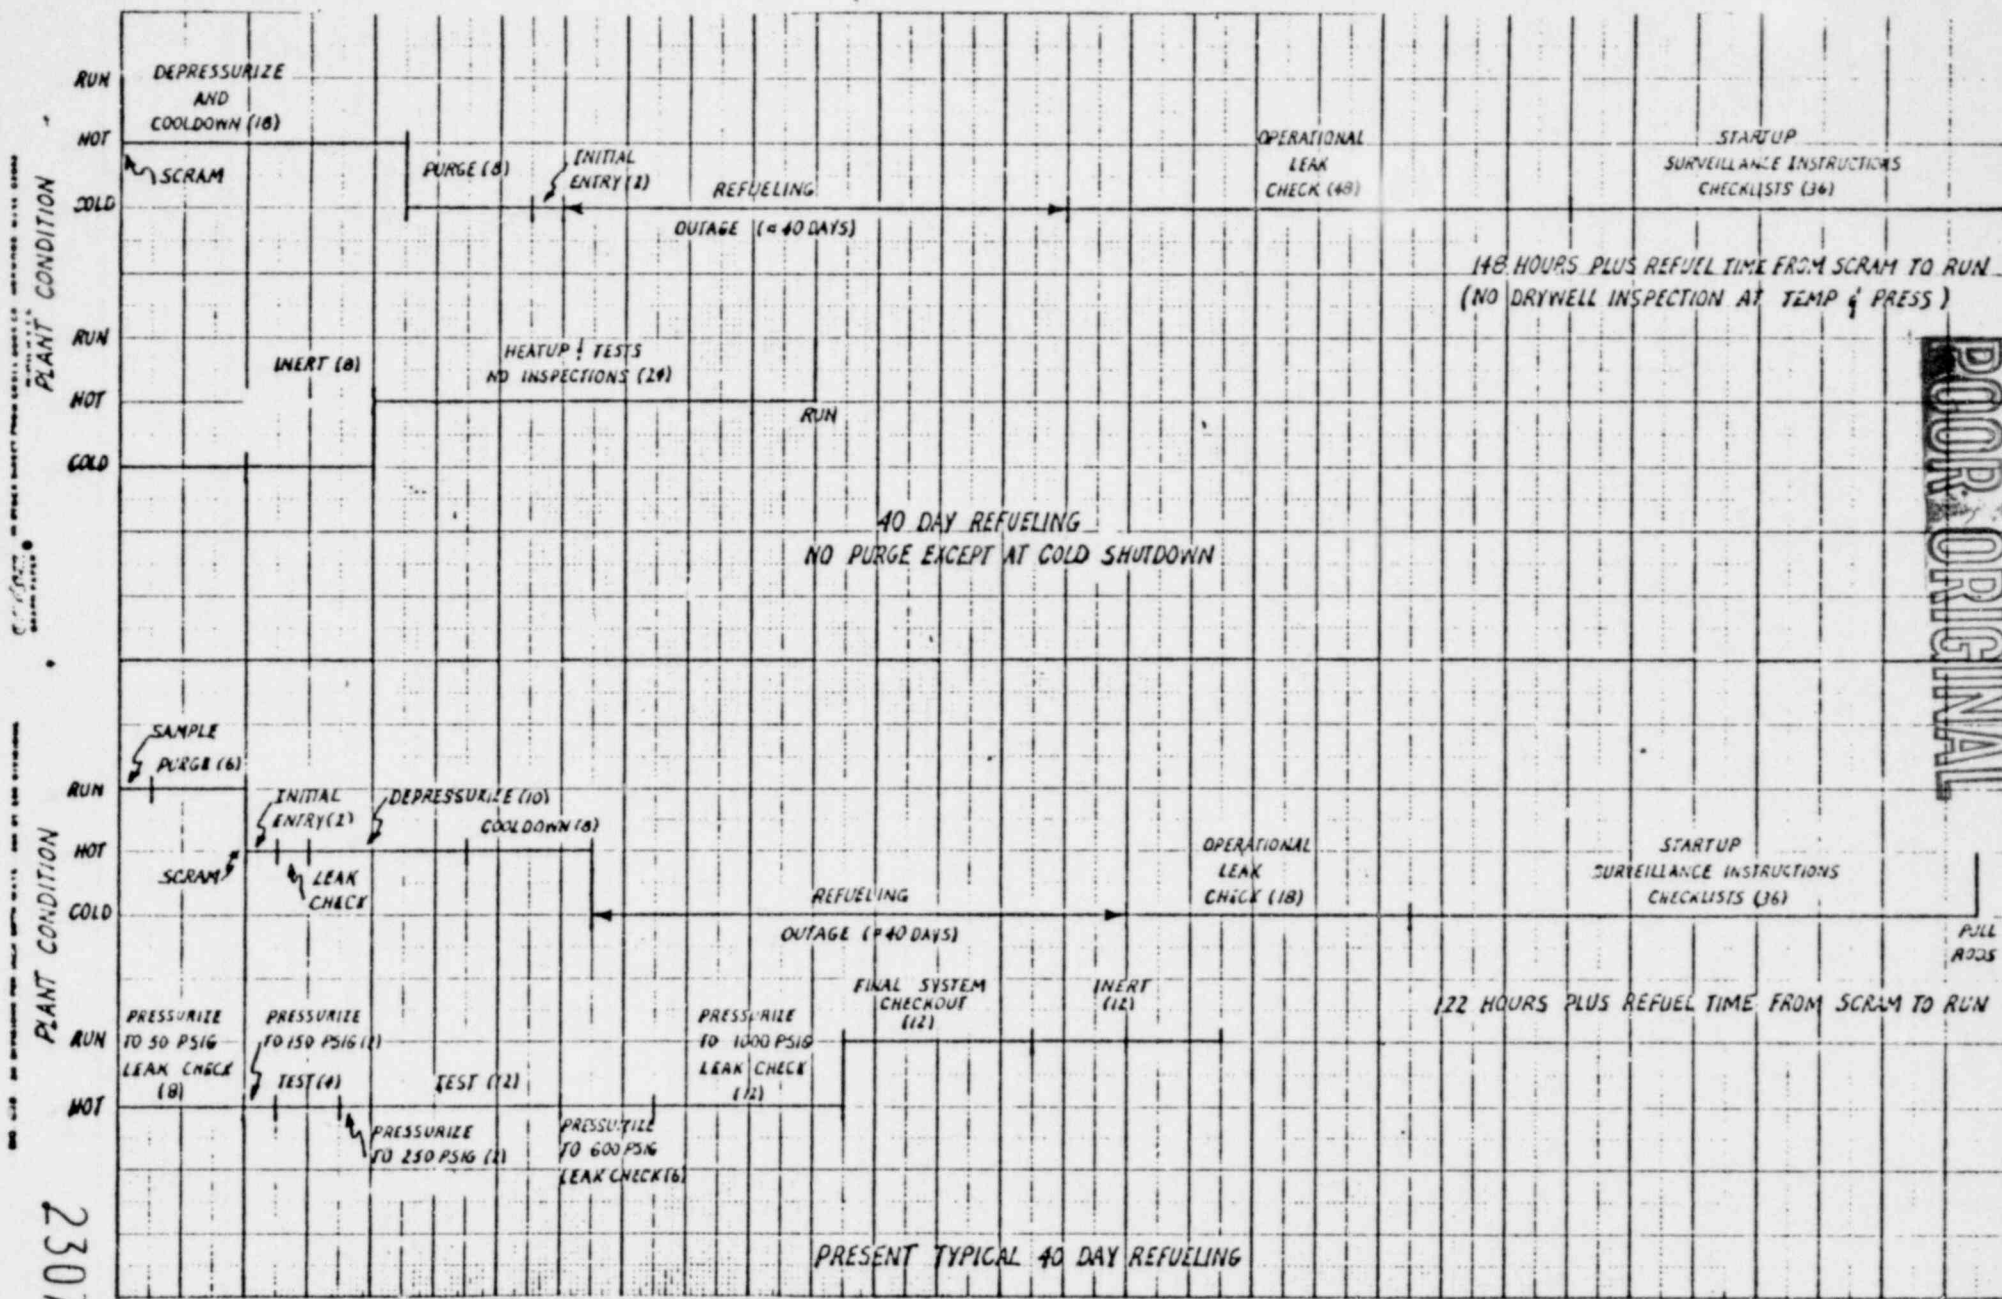 RUN
DEPRESSURIZE
AND
COOLDOWN (18)
HOT
SCRAM
COLD
PURGE (8)
INITIAL
ENTRY (2)
REFUELING
OUTAGE (≈ 40 DAYS)
OPERATIONAL
LEAK
CHECK (48)
STARTUP
SURVEILLANCE INSTRUCTIONS
CHECKLISTS (36)
148 HOURS PLUS REFUEL TIME FROM SCRAM TO RUN
(NO DRYWELL INSPECTION AT TEMP & PRESS)
PLANT CONDITION
RUN
HOT
COLD
INERT (8)
HEATUP & TESTS
NO INSPECTIONS (24)
RUN
40 DAY REFUELING
NO PURGE EXCEPT AT COLD SHUTDOWN
POOR ORIGINAL
SAMPLE
PURGE (6)
RUN
HOT
COLD
PLANT CONDITION
SCRAM
INITIAL
ENTRY (2)
LEAK
CHECK
DEPRESSURIZE (10)
COOLDOWN (8)
REFUELING
OUTAGE (≈ 40 DAYS)
OPERATIONAL
LEAK
CHECK (18)
STARTUP
SURVEILLANCE INSTRUCTIONS
CHECKLISTS (36)
PULL
RODS
122 HOURS PLUS REFUEL TIME FROM SCRAM TO RUN
RUN
HOT
PRESSURIZE
TO 50 PSIG
LEAK CHECK
(8)
PRESSURIZE
TO 150 PSIG (2)
TEST (4)
PRESSURIZE
TO 250 PSIG (2)
TEST (12)
PRESSURIZE
TO 600 PSIG
LEAK CHECK (6)
PRESSURIZE
TO 1000 PSIG
LEAK CHECK
(12)
FINAL SYSTEM
CHECKOUT
(12)
INERT
(12)
PRESENT TYPICAL 40 DAY REFUELING
230